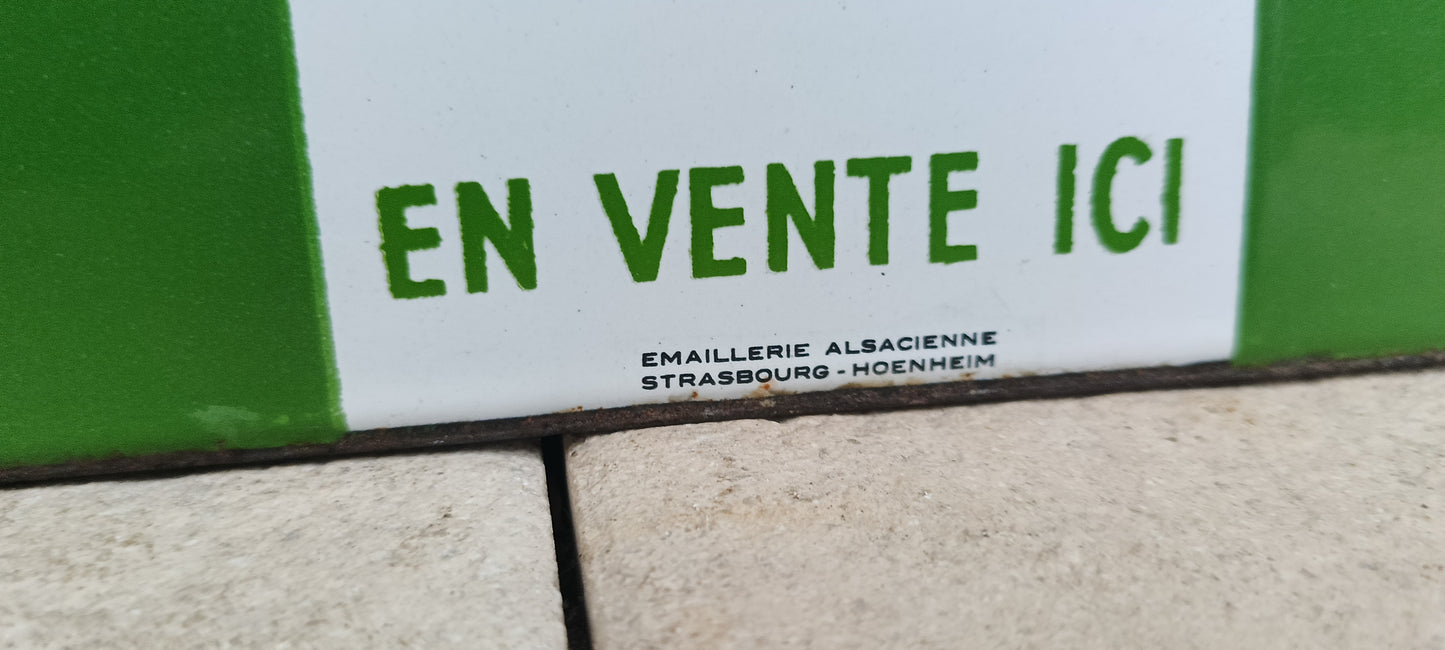 EN VENTE ICI
EMAILLERIE ALSACIENNE
STRASBOURG - HOENHEIM